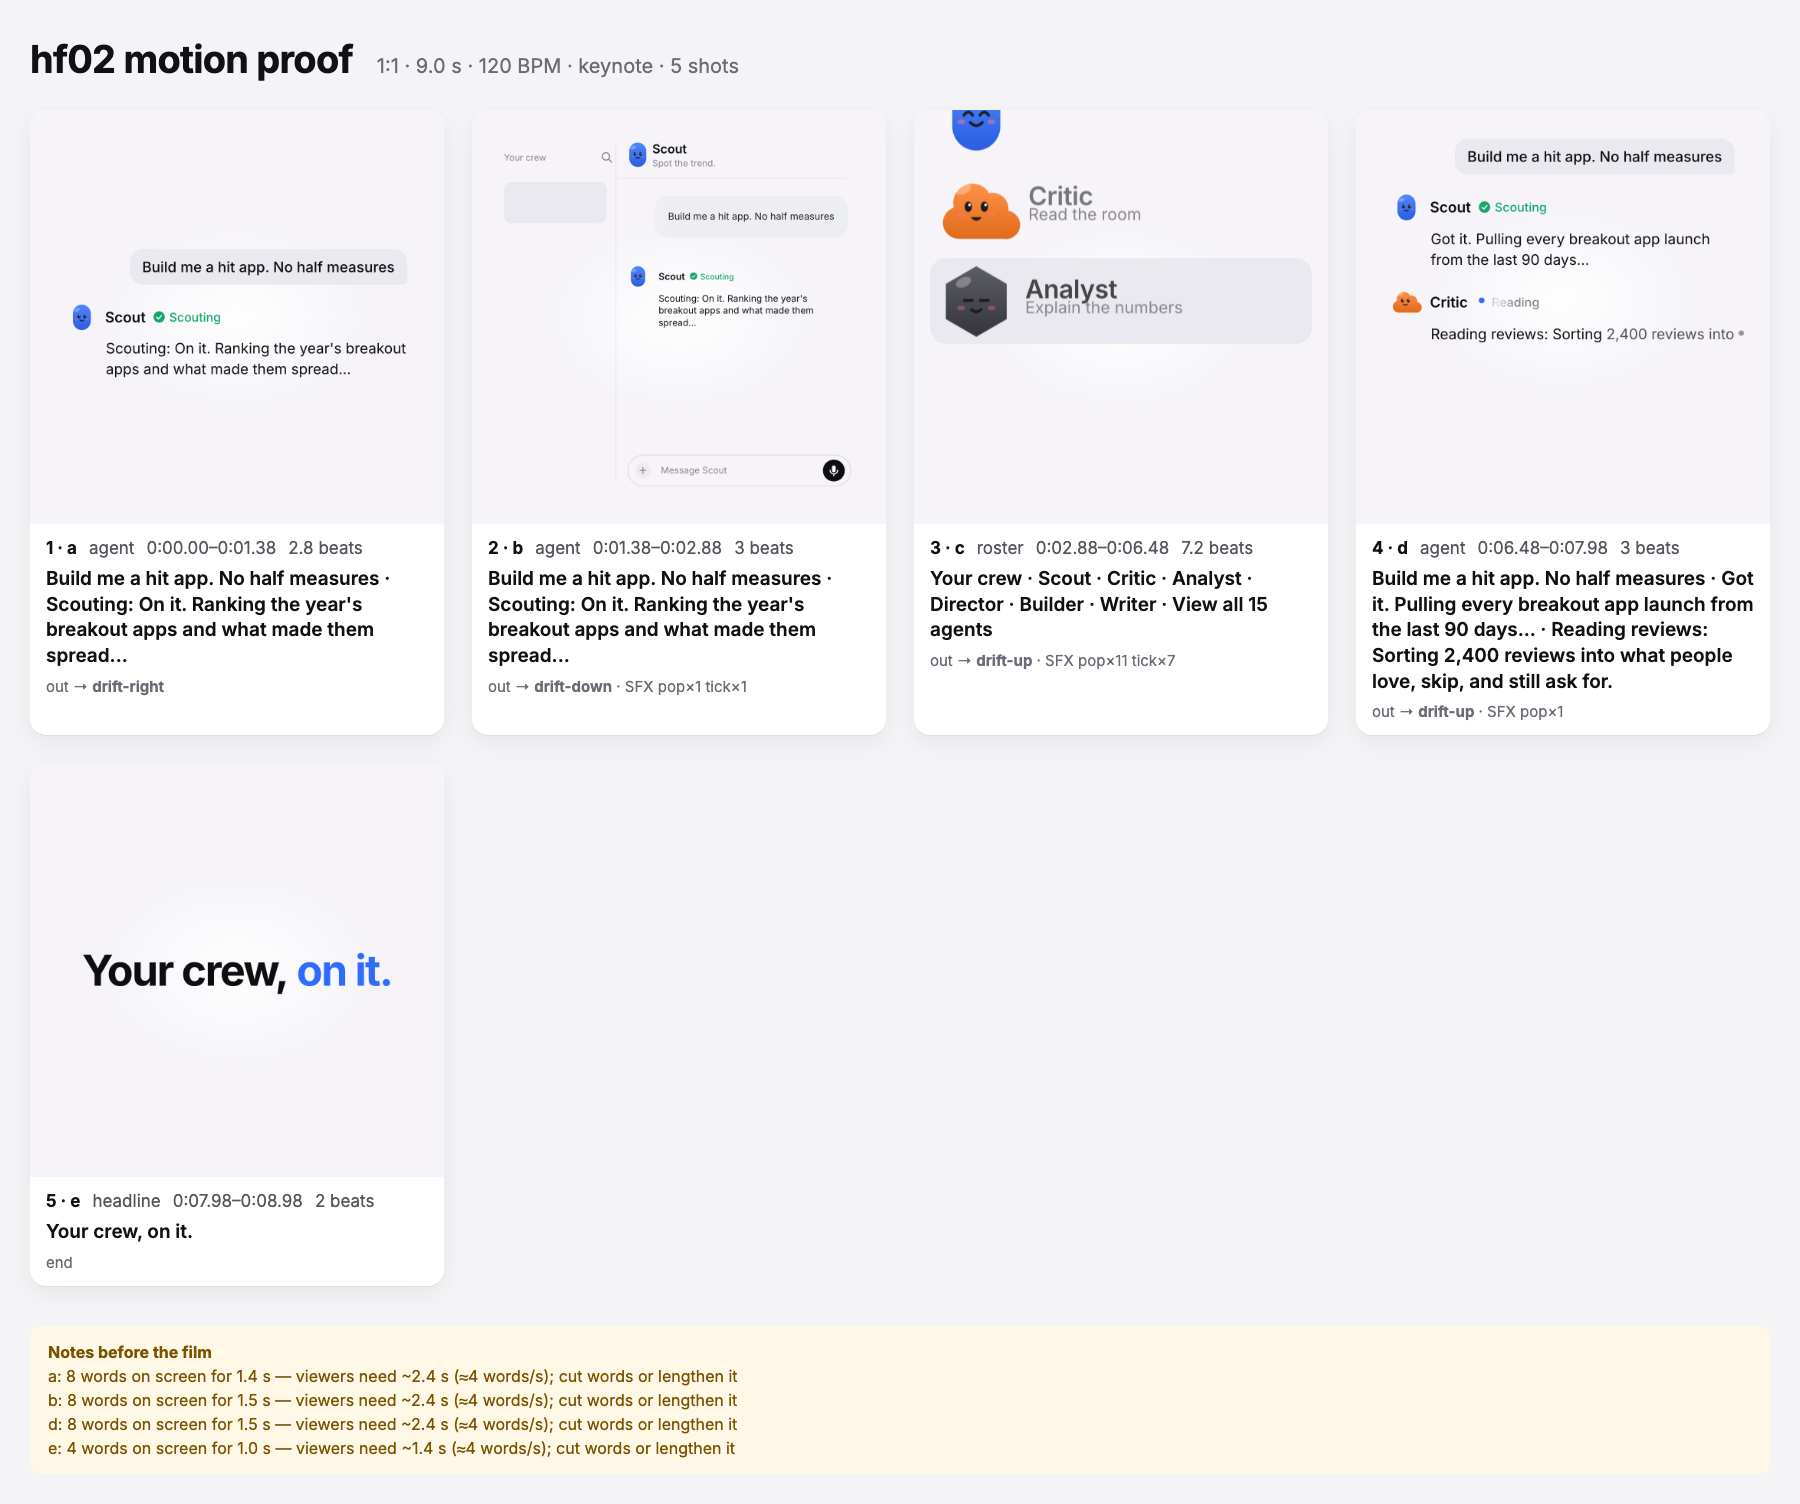 hf02 motion proof 1:1 · 9.0 s · 120 BPM · keynote · 5 shots
Build me a hit app. No half measures
Scout Scouting
Scouting: On it. Ranking the year's breakout
apps and what made them spread...
1 · a agent 0:00.00–0:01.38 2.8 beats
Build me a hit app. No half measures ·
Scouting: On it. Ranking the year's
breakout apps and what made them
spread...
out → drift-right
Your crew
Scout
Spot the trend.
Build me a hit app. No half measures
Scout Scouting
Scouting: On it. Ranking the year's
breakout apps and what made them
spread...
Message Scout
2 · b agent 0:01.38–0:02.88 3 beats
Build me a hit app. No half measures ·
Scouting: On it. Ranking the year's
breakout apps and what made them
spread...
out → drift-down · SFX pop×1 tick×1
Critic
Read the room
Analyst
Explain the numbers
3 · c roster 0:02.88–0:06.48 7.2 beats
Your crew · Scout · Critic · Analyst ·
Director · Builder · Writer · View all 15
agents
out → drift-up · SFX pop×11 tick×7
Build me a hit app. No half measures
Scout Scouting
Got it. Pulling every breakout app launch
from the last 90 days...
Critic Reading
Reading reviews: Sorting 2,400 reviews into
4 · d agent 0:06.48–0:07.98 3 beats
Build me a hit app. No half measures · Got
it. Pulling every breakout app launch from
the last 90 days... · Reading reviews:
Sorting 2,400 reviews into what people
love, skip, and still ask for.
out → drift-up · SFX pop×1
Your crew, on it.
5 · e headline 0:07.98–0:08.98 2 beats
Your crew, on it.
end
Notes before the film
a: 8 words on screen for 1.4 s — viewers need ~2.4 s (≈4 words/s); cut words or lengthen it
b: 8 words on screen for 1.5 s — viewers need ~2.4 s (≈4 words/s); cut words or lengthen it
d: 8 words on screen for 1.5 s — viewers need ~2.4 s (≈4 words/s); cut words or lengthen it
e: 4 words on screen for 1.0 s — viewers need ~1.4 s (≈4 words/s); cut words or lengthen it